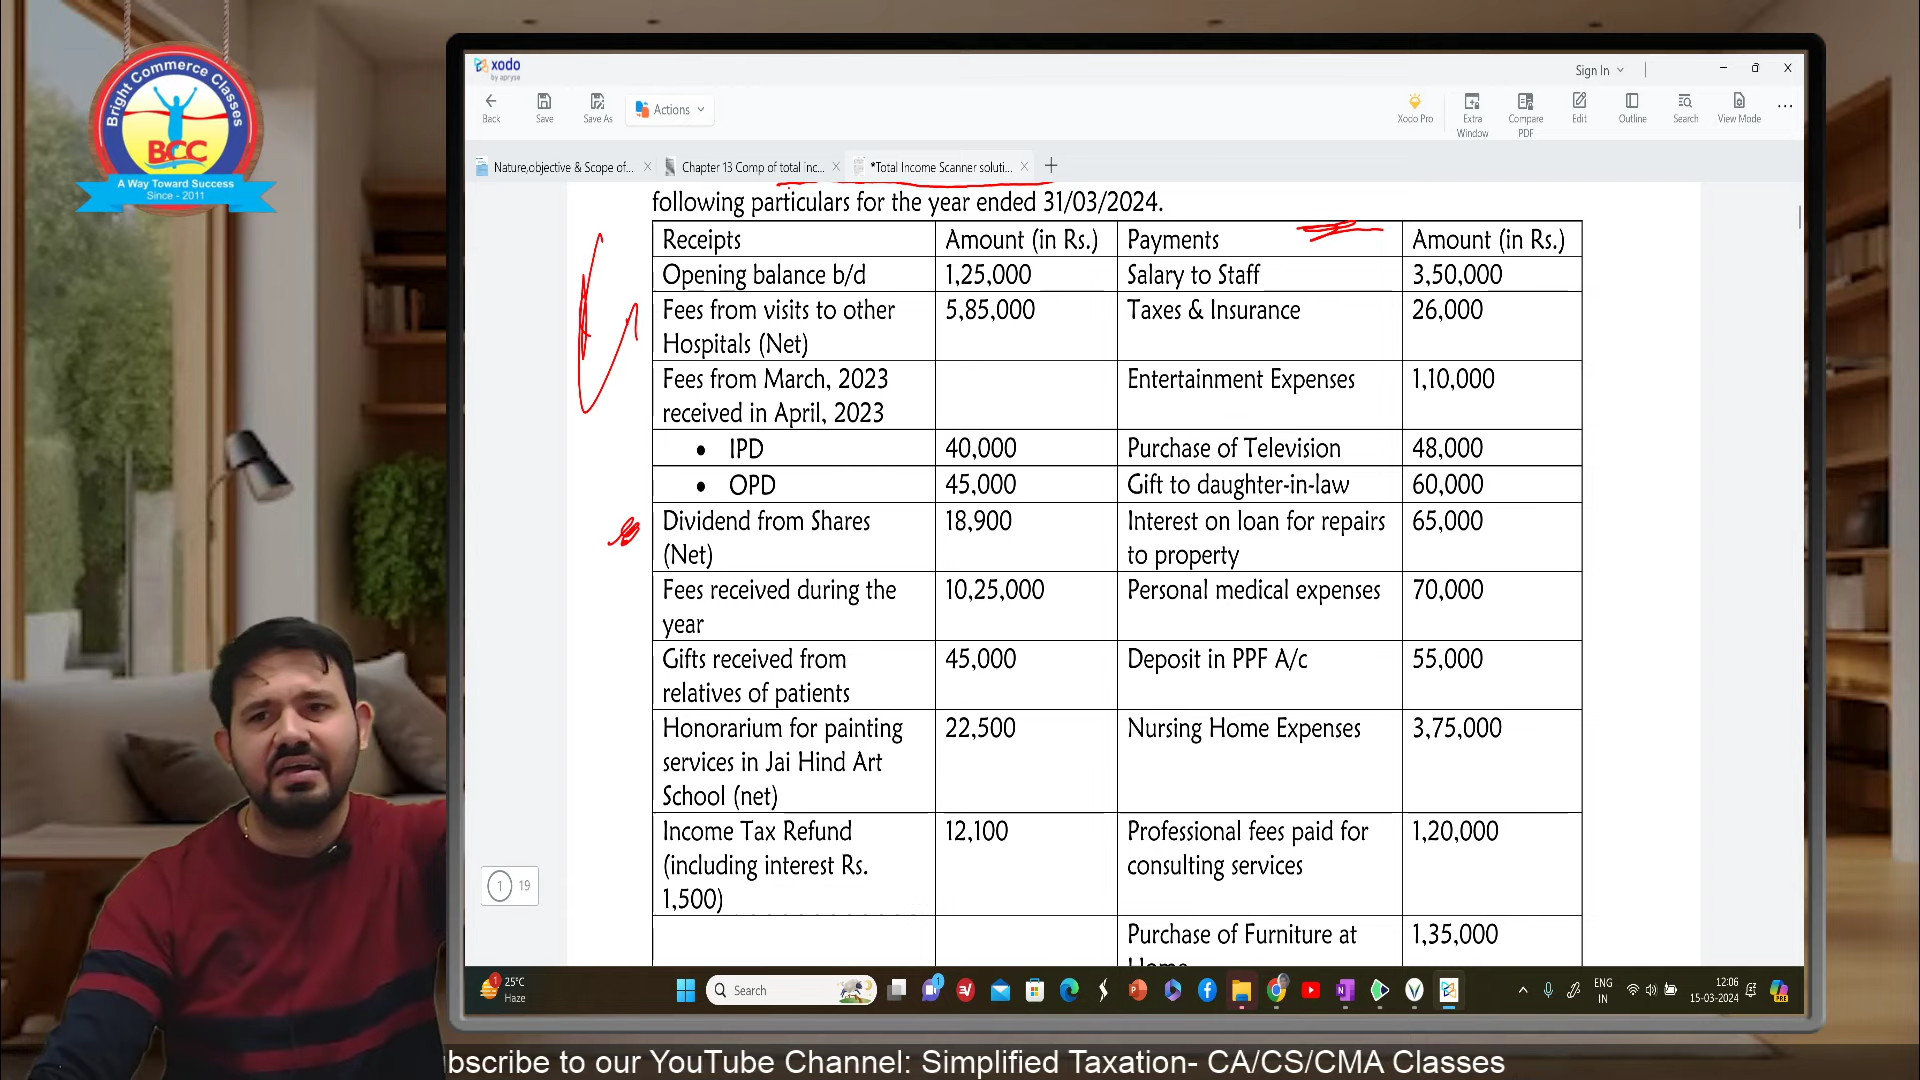 Bright Commerce Classes
BCC
A Way Toward Success
Since - 2011
xodo
by apryse
Sign In
Back
Save
Save As
Actions
Xodo Pro
Extra Window
Compare PDF
Edit
Outline
Search
View Mode
Nature,objective & Scope of...
Chapter 13 Comp of total inc...
*Total Income Scanner soluti...
following particulars for the year ended 31/03/2024.
Receipts Amount (in Rs.) Payments Amount (in Rs.)
Opening balance b/d 1,25,000 Salary to Staff 3,50,000
Fees from visits to other 5,85,000 Taxes & Insurance 26,000
Hospitals (Net)
Fees from March, 2023 Entertainment Expenses 1,10,000
received in April, 2023
• IPD 40,000 Purchase of Television 48,000
• OPD 45,000 Gift to daughter-in-law 60,000
Dividend from Shares 18,900 Interest on loan for repairs 65,000
(Net) to property
Fees received during the 10,25,000 Personal medical expenses 70,000
year
Gifts received from 45,000 Deposit in PPF A/c 55,000
relatives of patients
Honorarium for painting 22,500 Nursing Home Expenses 3,75,000
services in Jai Hind Art
School (net)
Income Tax Refund 12,100 Professional fees paid for 1,20,000
(including interest Rs. consulting services
1,500)
Purchase of Furniture at 1,35,000
Home
1 19
1
25°C
Haze
Search
ENG
IN
12:06
15-03-2024
bscribe to our YouTube Channel: Simplified Taxation- CA/CS/CMA Classes